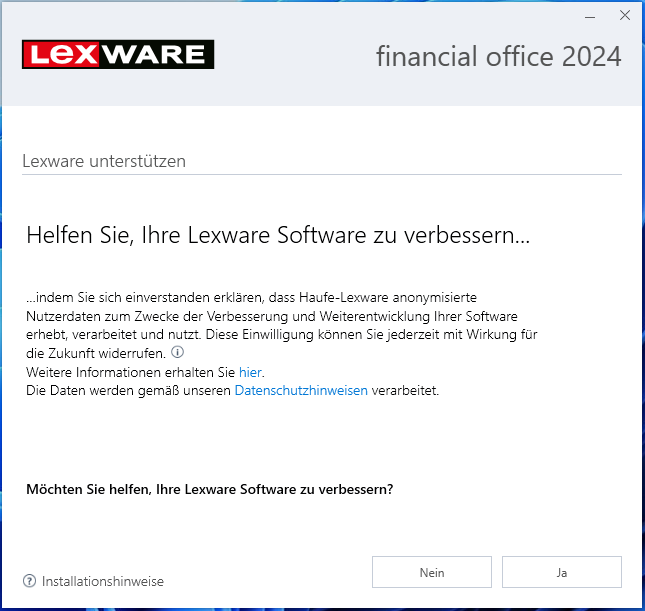 LEXWARE
financial office 2024
Lexware unterstützen
Helfen Sie, Ihre Lexware Software zu verbessern...
...indem Sie sich einverstanden erklären, dass Haufe-Lexware anonymisierte
Nutzerdaten zum Zwecke der Verbesserung und Weiterentwicklung Ihrer Software
erhebt, verarbeitet und nutzt. Diese Einwilligung können Sie jederzeit mit Wirkung für
die Zukunft widerrufen.
Weitere Informationen erhalten Sie hier.
Die Daten werden gemäß unseren Datenschutzhinweisen verarbeitet.
Möchten Sie helfen, Ihre Lexware Software zu verbessern?
Installationshinweise
Nein
Ja